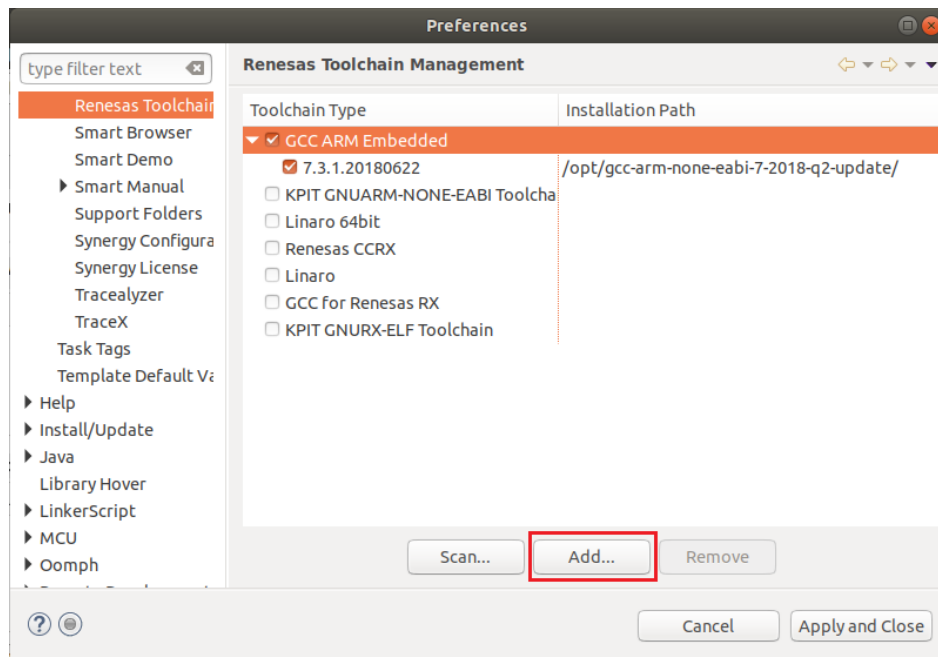 Preferences
type filter text
Renesas Toolchain Management
Renesas Toolchain
Smart Browser
Smart Demo
Smart Manual
Support Folders
Synergy Configura
Synergy License
Tracealyzer
TraceX
Task Tags
Template Default Va
Help
Install/Update
Java
Library Hover
LinkerScript
MCU
Oomph
Toolchain Type
Installation Path
GCC ARM Embedded
7.3.1.20180622
/opt/gcc-arm-none-eabi-7-2018-q2-update/
KPIT GNUARM-NONE-EABI Toolcha
Linaro 64bit
Renesas CCRX
Linaro
GCC for Renesas RX
KPIT GNURX-ELF Toolchain
Scan...
Add...
Remove
?
Cancel
Apply and Close